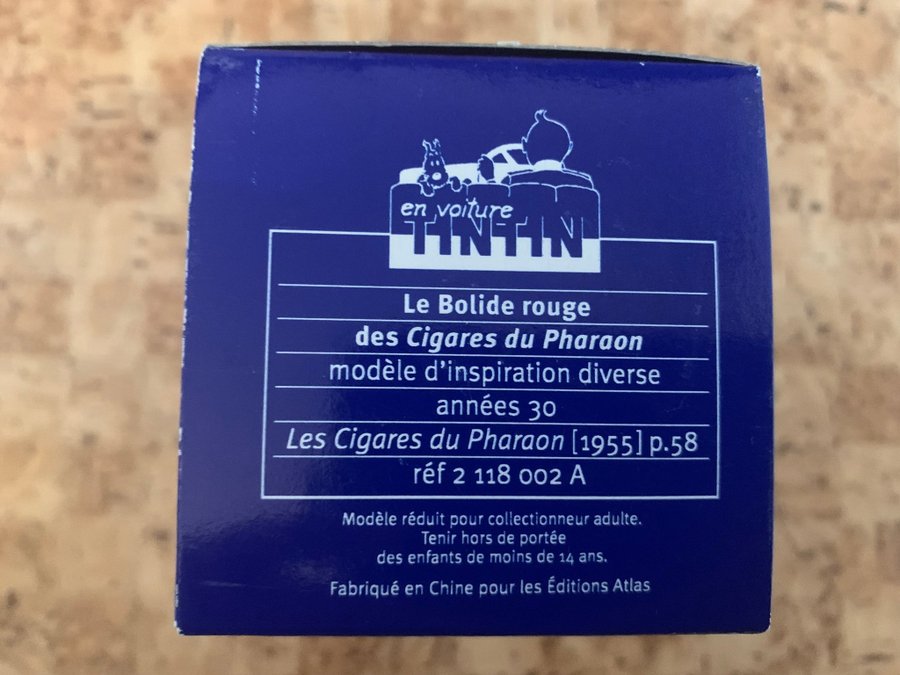 en voiture
TINTIN
Le Bolide rouge
des Cigares du Pharaon
modèle d'inspiration diverse
années 30
Les Cigares du Pharaon [1955] p.58
réf 2 118 002 A
Modèle réduit pour collectionneur adulte.
Tenir hors de portée
des enfants de moins de 14 ans.
Fabriqué en Chine pour les Éditions Atlas